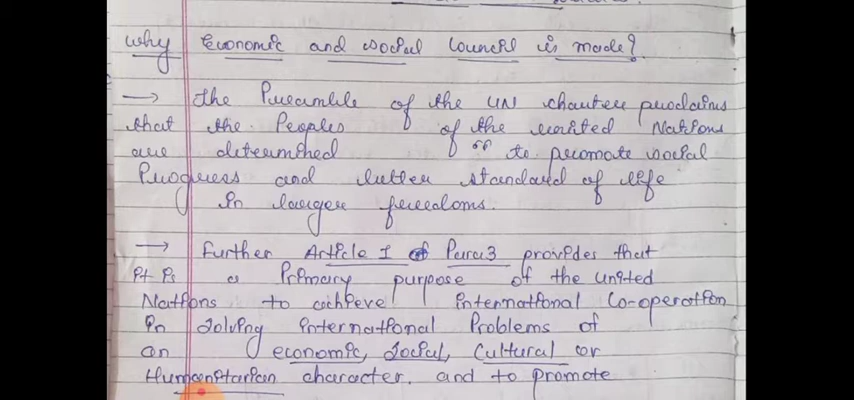 Why Economic and Social Council is made?
→ The Preamble of the UN charter proclaims
that the Peoples of the united Nations
are determined " to promote social
Progress and better standard of life
in larger freedoms.
→ Further Article 1 of Para 3 provides that
it is a Primary purpose of the united
Nations to achieve international Co-operation
in solving international Problems of
an economic, social, cultural or
Humanitarian character. and to promote